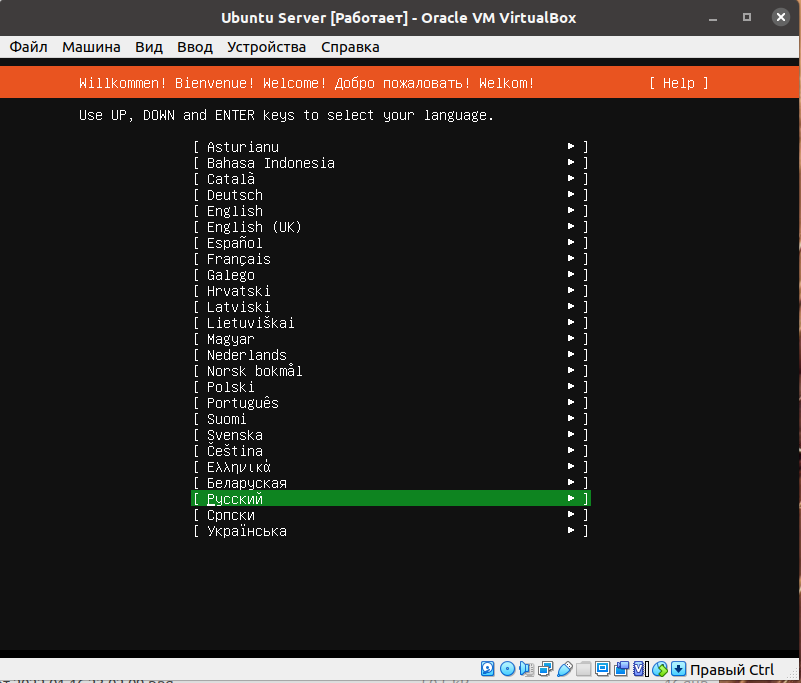 Ubuntu Server [Работает] - Oracle VM VirtualBox
Файл Машина Вид Ввод Устройства Справка
Willkommen! Bienvenue! Welcome! Добро пожаловать! Welkom! [ Help ]
Use UP, DOWN and ENTER keys to select your language.
[ Asturianu ► ]
[ Bahasa Indonesia ► ]
[ Català ► ]
[ Deutsch ► ]
[ English ► ]
[ English (UK) ► ]
[ Español ► ]
[ Français ► ]
[ Galego ► ]
[ Hrvatski ► ]
[ Latviski ► ]
[ Lietuviškai ► ]
[ Magyar ► ]
[ Nederlands ► ]
[ Norsk bokmål ► ]
[ Polski ► ]
[ Português ► ]
[ Suomi ► ]
[ Svenska ► ]
[ Čeština ► ]
[ Ελληνικά ► ]
[ Беларуская ► ]
[ Русский ► ]
[ Српски ► ]
[ Українська ► ]
Правый Ctrl